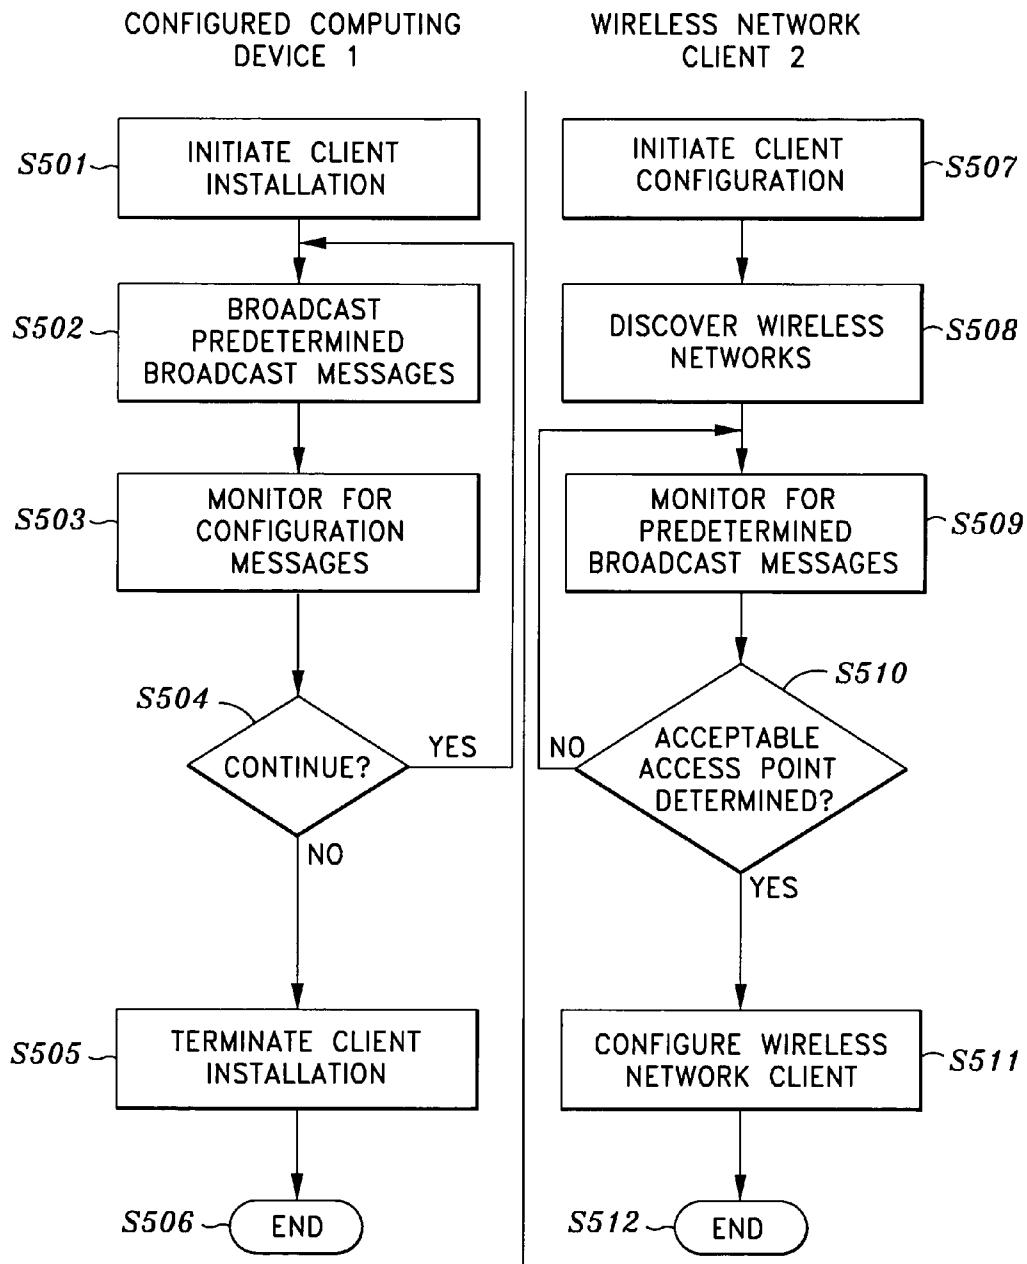 CONFIGURED COMPUTING
DEVICE 1
S501
INITIATE CLIENT
INSTALLATION
S502
BROADCAST
PREDETERMINED
BROADCAST MESSAGES
S503
MONITOR FOR
CONFIGURATION
MESSAGES
S504
CONTINUE?
YES
NO
S505
TERMINATE CLIENT
INSTALLATION
S506
END
WIRELESS NETWORK
CLIENT 2
INITIATE CLIENT
CONFIGURATION
S507
DISCOVER WIRELESS
NETWORKS
S508
MONITOR FOR
PREDETERMINED
BROADCAST MESSAGES
S509
S510
NO
ACCEPTABLE
ACCESS POINT
DETERMINED?
YES
CONFIGURE WIRELESS
NETWORK CLIENT
S511
S512
END